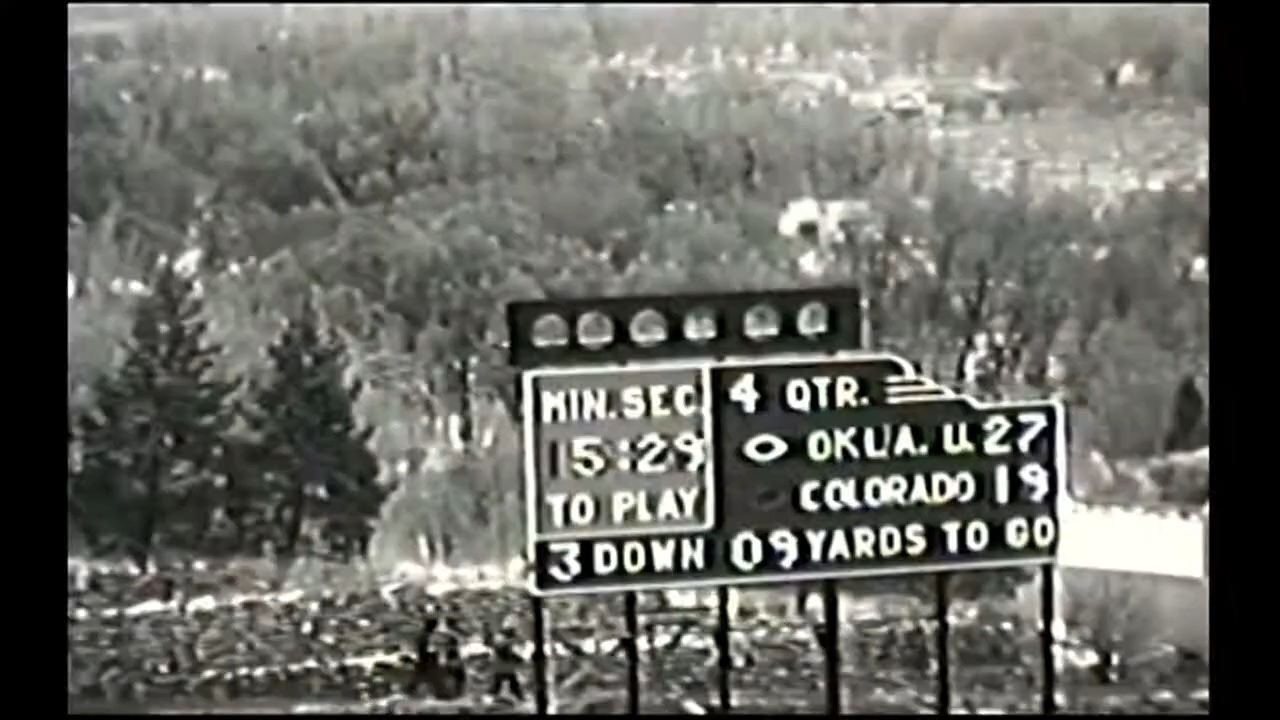 MIN. SEC.
15:29
TO PLAY
4 QTR.
OKLA. U. 27
COLORADO 19
3 DOWN 09 YARDS TO GO